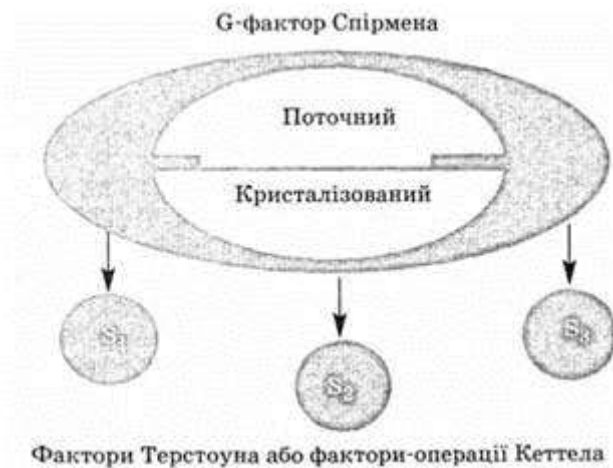 G-фактор Спірмена
Поточний
Кристалізований
S₁
S₂
S₃
Фактори Терстоуна або фактори-операції Кеттела